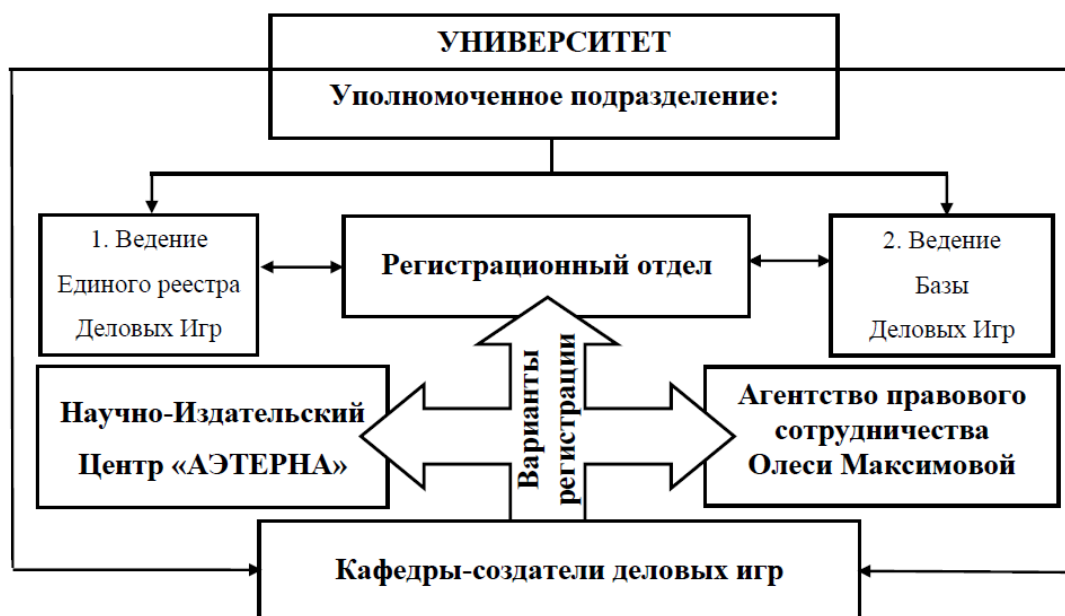 УНИВЕРСИТЕТ
Уполномоченное подразделение:
1. Ведение
Единого реестра
Деловых Игр
Регистрационный отдел
2. Ведение
Базы
Деловых Игр
Научно-Издательский
Центр «АЭТЕРНА»
Варианты
регистрации
Агентство правового
сотрудничества
Олеси Максимовой
Кафедры-создатели деловых игр